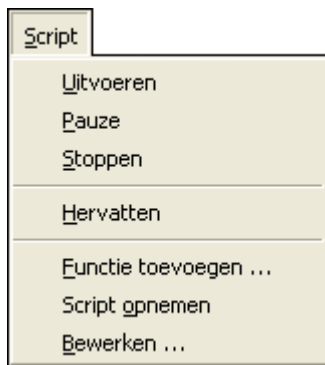 Script
Uitvoeren
Pauze
Stoppen
Hervatten
Functie toevoegen ...
Script opnemen
Bewerken ...